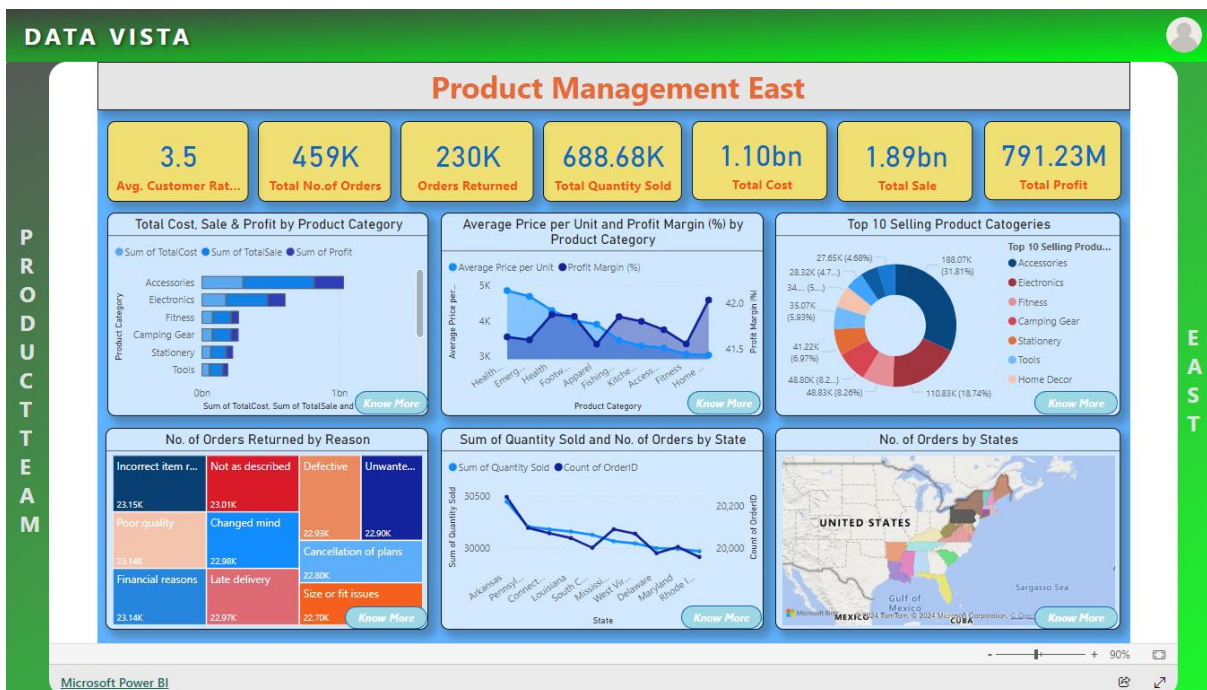 DATA VISTA
PRODUCT TEAM
EAST
Product Management East
3.5
Avg. Customer Rat...
459K
Total No.of Orders
230K
Orders Returned
688.68K
Total Quantity Sold
1.10bn
Total Cost
1.89bn
Total Sale
791.23M
Total Profit
Total Cost, Sale & Profit by Product Category
Sum of TotalCost Sum of TotalSale Sum of Profit
Product Category
Accessories
Electronics
Fitness
Camping Gear
Stationery
Tools
0bn 1bn
Sum of TotalCost, Sum of TotalSale and
Know More
Average Price per Unit and Profit Margin (%) by
Product Category
Average Price per Unit Profit Margin (%)
Average Price per...
5K
4K
3K
42.0
41.5
Profit Margin (%)
Health...
Emerg...
Health
Footw...
Apparel
Fishing...
Kitche...
Access...
Fitness
Home ...
Product Category
Know More
Top 10 Selling Product Catogeries
27.65K (4.68%)
28.32K (4.7...)
34.... (5....)
35.07K
(5.93%)
41.22K
(6.97%)
48.80K (8.2...)
48.83K (8.26%)
110.83K (18.74%)
188.07K
(31.81%)
Top 10 Selling Produ...
Accessories
Electronics
Fitness
Camping Gear
Stationery
Tools
Home Decor
Know More
No. of Orders Returned by Reason
Incorrect item r...
23.15K
Poor quality
23.14K
Financial reasons
23.14K
Not as described
23.01K
Changed mind
22.98K
Late delivery
22.97K
Defective
22.93K
Unwante...
22.90K
Cancellation of plans
22.80K
Size or fit issues
22.70K
Know More
Sum of Quantity Sold and No. of Orders by State
Sum of Quantity Sold Count of OrderID
Sum of Quantity Sold
30500
30000
20,200
20,000
Count of OrderID
Arkansas
Pennsyl...
Connect...
Louisiana
South C...
Mississi...
West Vir...
Delaware
Maryland
Rhode I...
State
Know More
No. of Orders by States
UNITED STATES
Gulf of
Mexico
Sargasso Sea
MEXICO
CUBA
Microsoft Bing
© 2024 TomTom, © 2024 Microsoft Corporation,
Know More
- + 90%
Microsoft Power BI